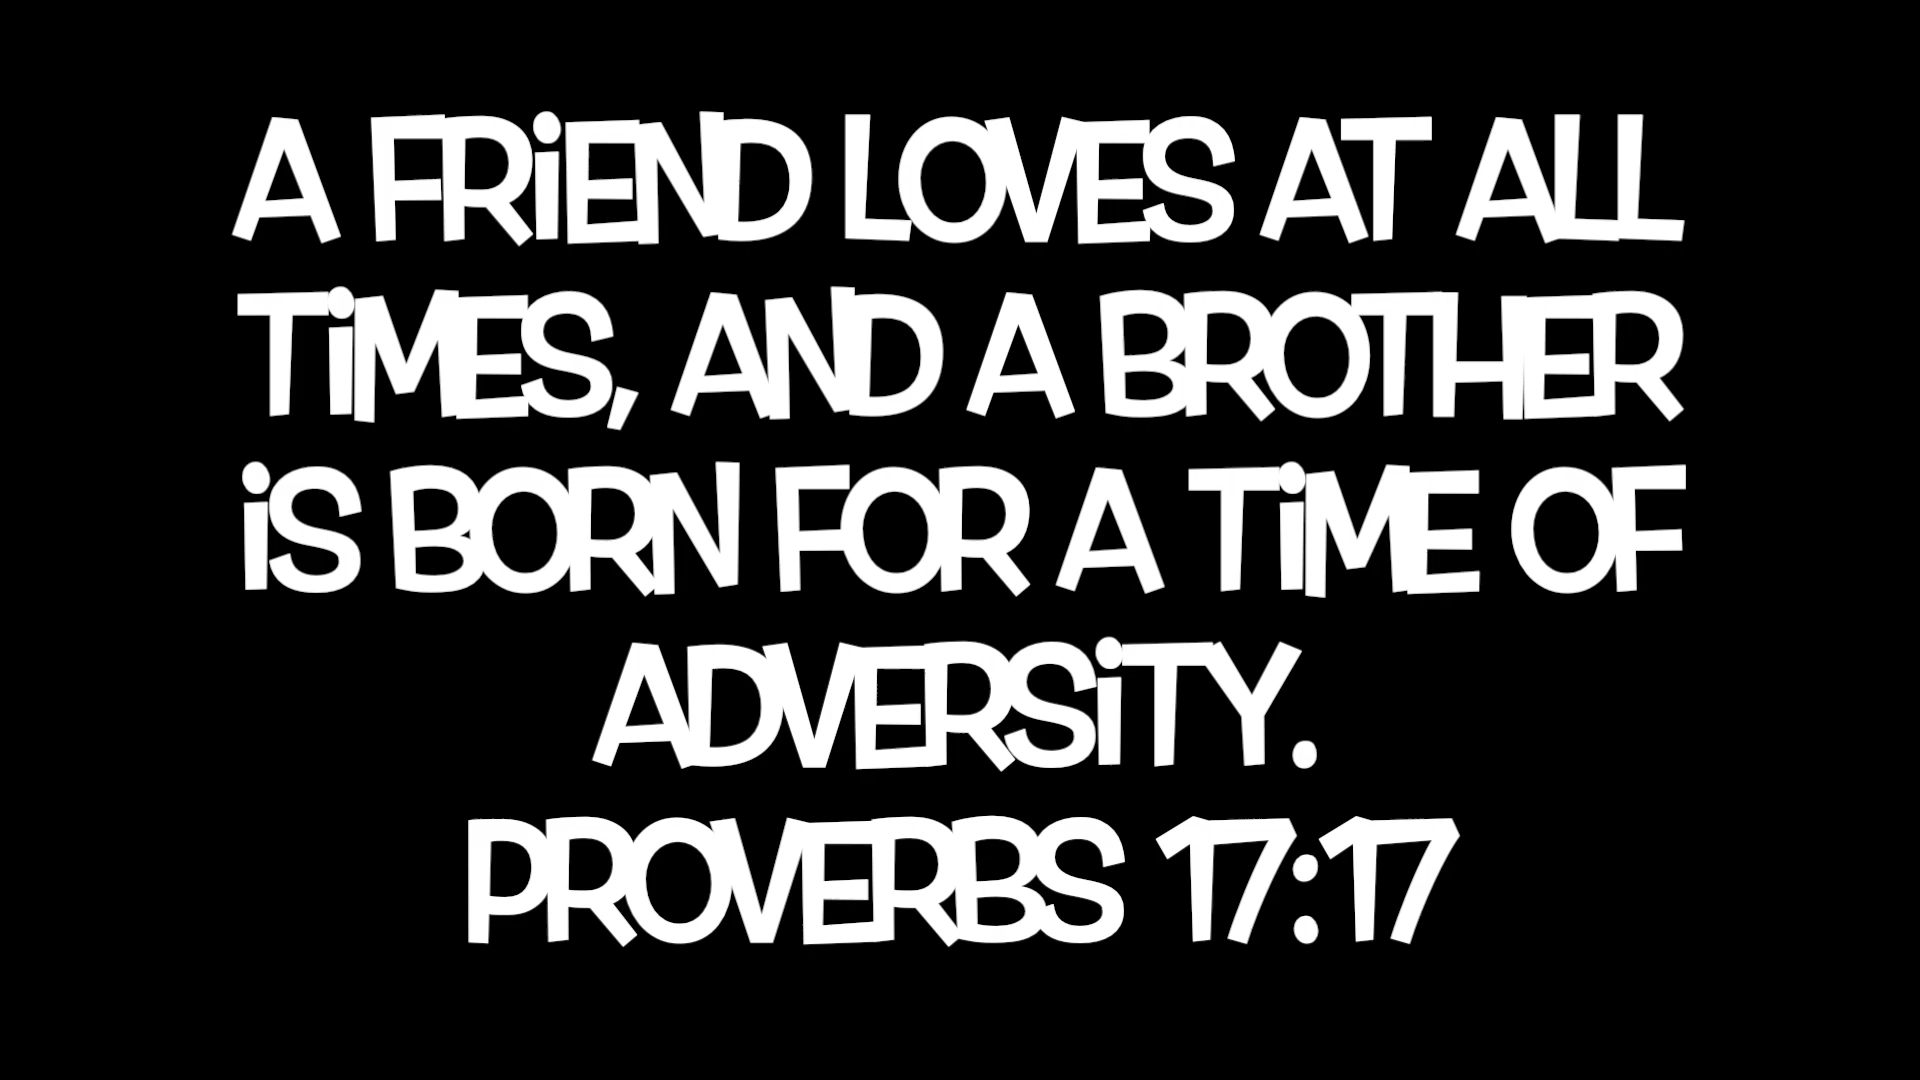 A FRiEND LOVES AT ALL
TiMES, AND A BROTHER
iS BORN FOR A TiME OF
ADVERSiTY.
PROVERBS 17:17